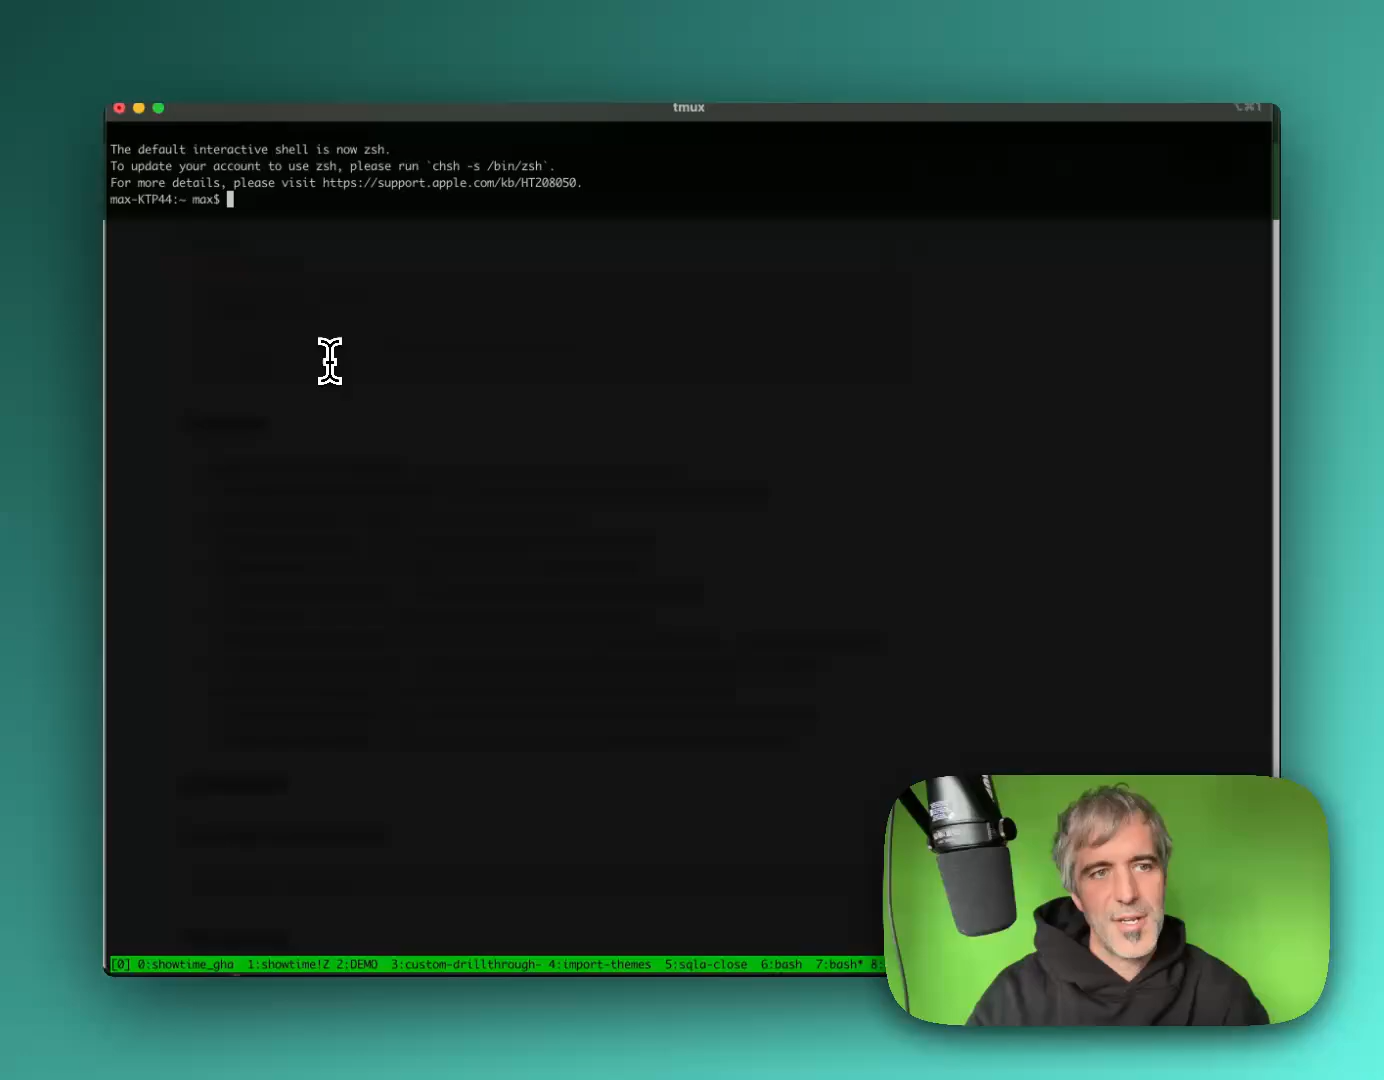 tmux
The default interactive shell is now zsh.
To update your account to use zsh, please run `chsh -s /bin/zsh`.
For more details, please visit https://support.apple.com/kb/HT208050.
max-KTP44:~ max$
[0] 0:showtime_gha 1:showtime!Z 2:DEMO 3:custom-drillthrough- 4:import-themes 5:sqla-close 6:bash 7:bash* 8: